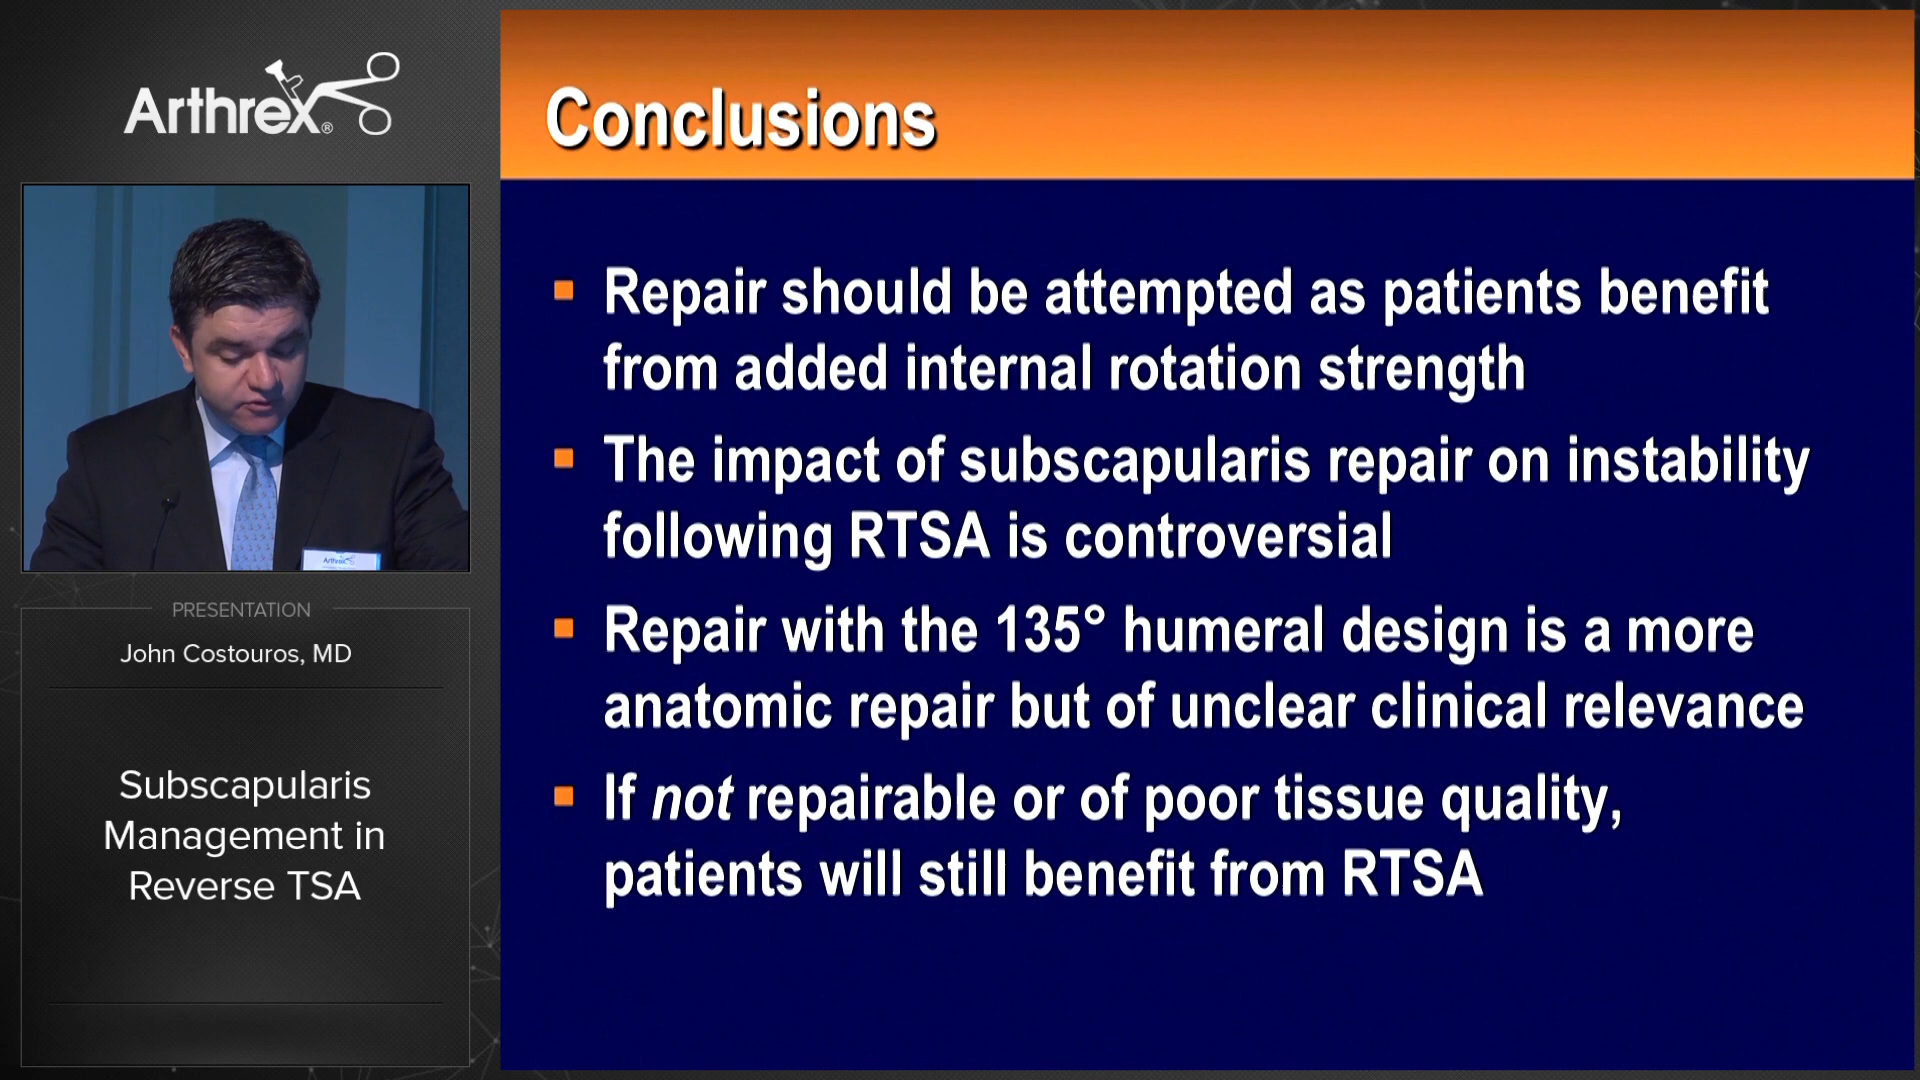 Arthrex®
PRESENTATION
John Costouros, MD
Subscapularis
Management in
Reverse TSA
Conclusions
Repair should be attempted as patients benefit
from added internal rotation strength
The impact of subscapularis repair on instability
following RTSA is controversial
Repair with the 135° humeral design is a more
anatomic repair but of unclear clinical relevance
If not repairable or of poor tissue quality,
patients will still benefit from RTSA
Arthrex